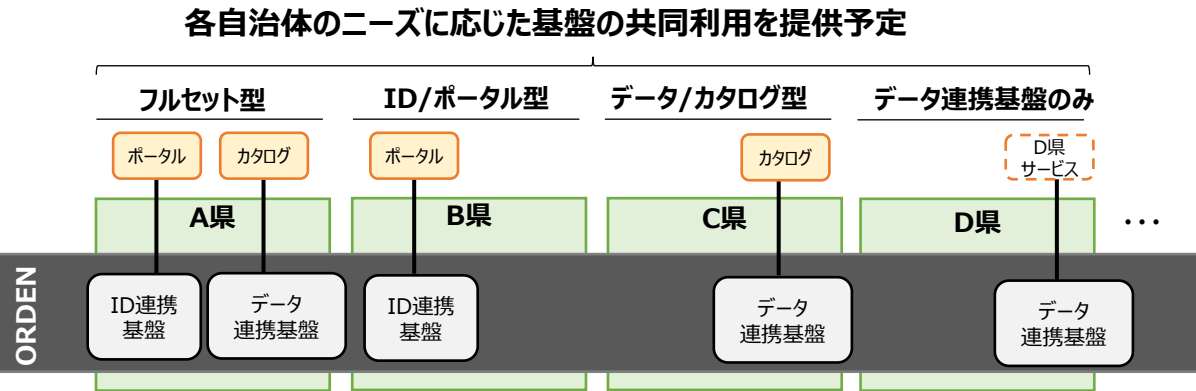 各自治体のニーズに応じた基盤の共同利用を提供予定
フルセット型
ID/ポータル型
データ/カタログ型
データ連携基盤のみ
ポータル
カタログ
ポータル
カタログ
D県
サービス
A県
B県
C県
D県
・・・
ORDEN
ID連携
基盤
データ
連携基盤
ID連携
基盤
データ
連携基盤
データ
連携基盤